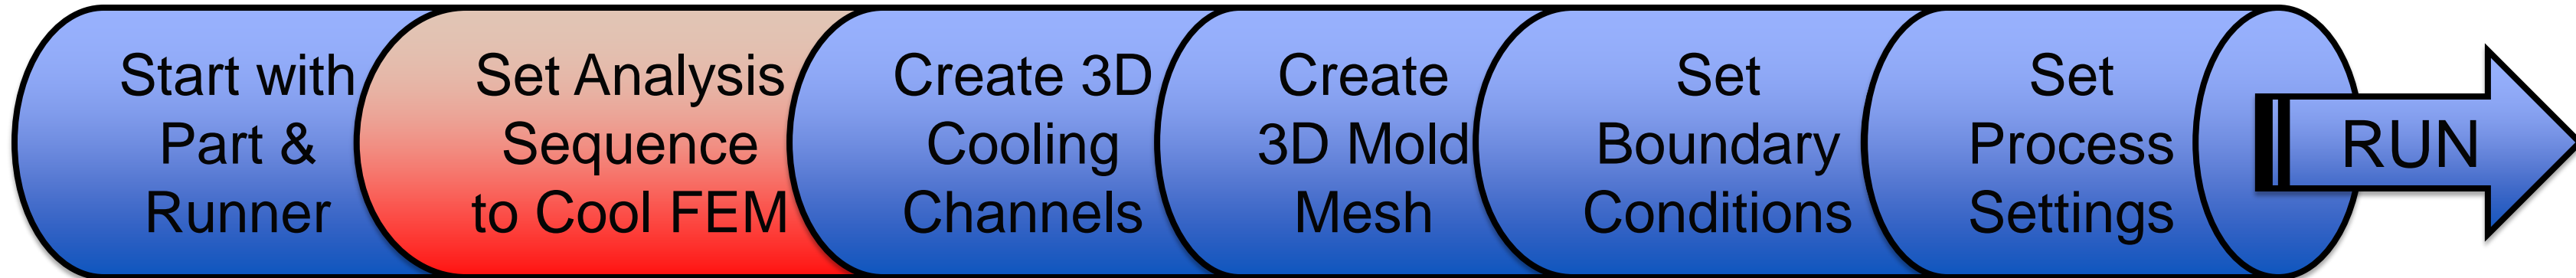 Start with
Part &
Runner
Set Analysis
Sequence
to Cool FEM
Create 3D
Cooling
Channels
Create
3D Mold
Mesh
Set
Boundary
Conditions
Set
Process
Settings
RUN